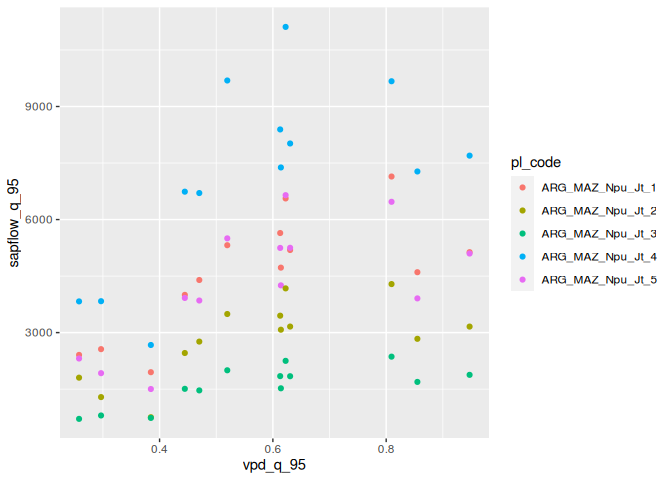 9000
6000
3000
sapflow_q_95
0.4
0.6
0.8
vpd_q_95
pl_code
ARG_MAZ_Npu_Jt_1
ARG_MAZ_Npu_Jt_2
ARG_MAZ_Npu_Jt_3
ARG_MAZ_Npu_Jt_4
ARG_MAZ_Npu_Jt_5